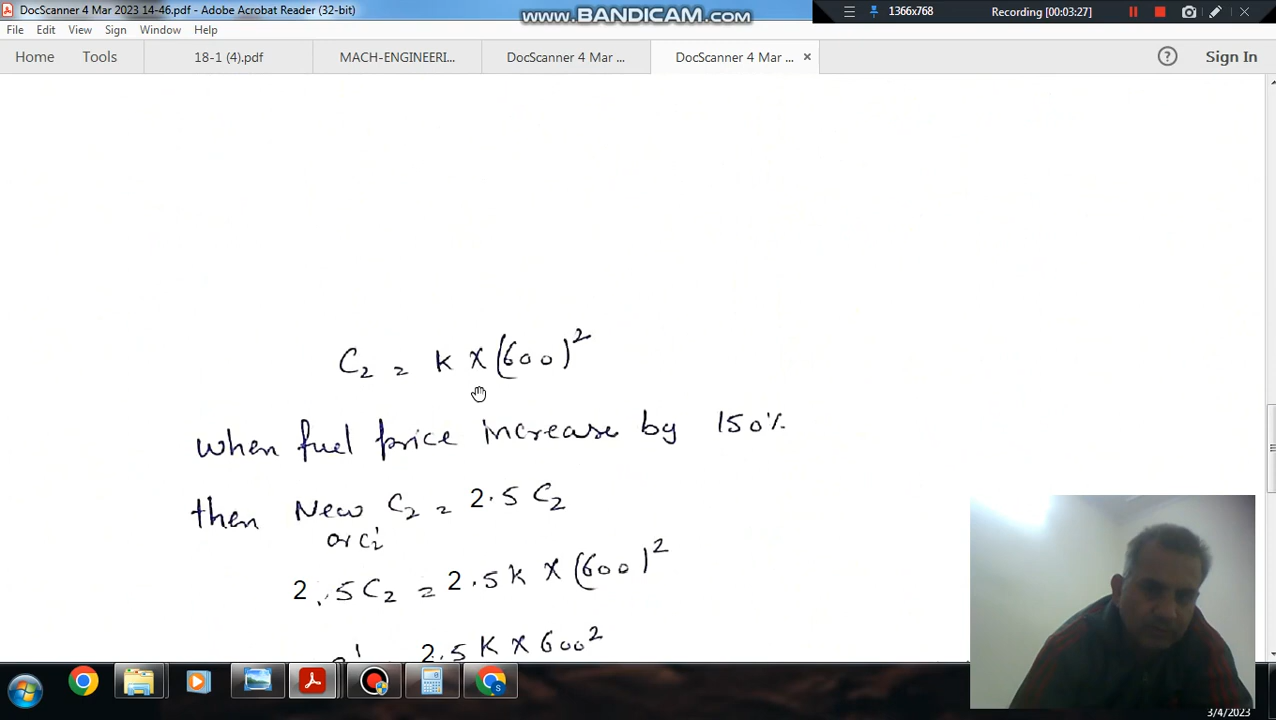 DocScanner 4 Mar 2023 14-46.pdf - Adobe Acrobat Reader (32-bit)
www.BANDICAM.com
1366x768
Recording [00:03:27]
File Edit View Sign Window Help
Home Tools 18-1 (4).pdf MACH-ENGINEERI... DocScanner 4 Mar ... DocScanner 4 Mar ... × ? Sign In
C₂ = K × (600)²
When fuel price increase by 150%
then New C₂ = 2.5 C₂
or C₂'
2.5C₂ = 2.5K × (600)²
2.5 K × 600²
3/4/2023